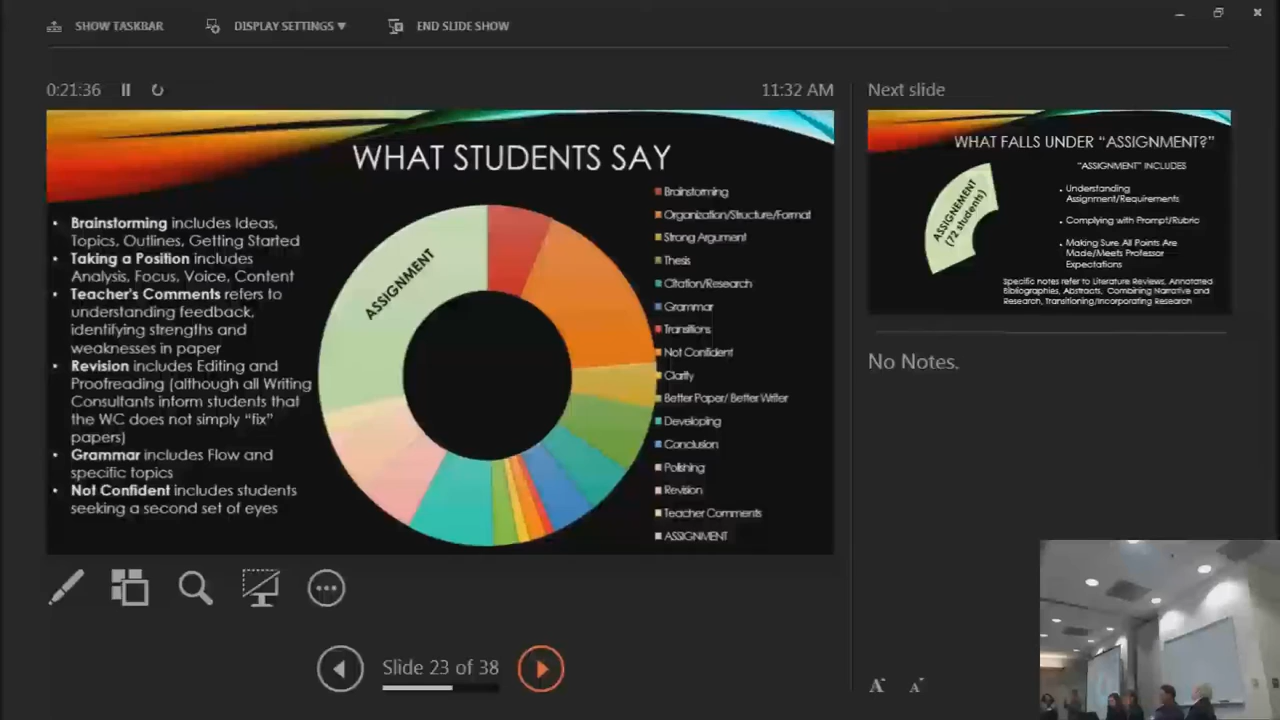 SHOW TASKBAR
DISPLAY SETTINGS ▼
END SLIDE SHOW
0:21:36
11:32 AM
Next slide
WHAT STUDENTS SAY
• Brainstorming includes Ideas,
Topics, Outlines, Getting Started
• Taking a Position includes
Analysis, Focus, Voice, Content
• Teacher's Comments refers to
understanding feedback,
identifying strengths and
weaknesses in paper
• Revision includes Editing and
Proofreading (although all Writing
Consultants inform students that
the WC does not simply “fix”
papers)
• Grammar includes Flow and
specific topics
• Not Confident includes students
seeking a second set of eyes
ASSIGNMENT
Brainstorming
Organization/Structure/Format
Strong Argument
Thesis
Citation/Research
Grammar
Transitions
Not Confident
Clarity
Better Paper/ Better Writer
Developing
Conclusion
Polishing
Revision
Teacher Comments
ASSIGNMENT
WHAT FALLS UNDER “ASSIGNMENT?”
ASSIGNEMENT
(72 students)
“ASSIGNMENT” INCLUDES
• Understanding
Assignment/Requirements
• Complying with Prompt/Rubric
• Making Sure All Points Are
Made/Meets Professor
Expectations
Specific notes refer to Literature Reviews, Annotated
Bibliographies, Abstracts, Combining Narrative and
Research, Transitioning/Incorporating Research
No Notes.
Slide 23 of 38
A A